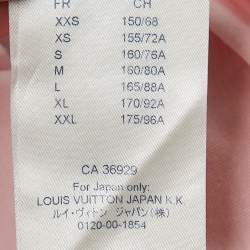 FR CH
XXS 150/68
XS 155/72A
S 160/76A
M 160/80A
L 165/88A
XL 170/92A
XXL 175/96A
CA 36929
For Japan only:
LOUIS VUITTON JAPAN K.K.
ルイ・ヴィトン ジャパン(株)
0120-00-1854